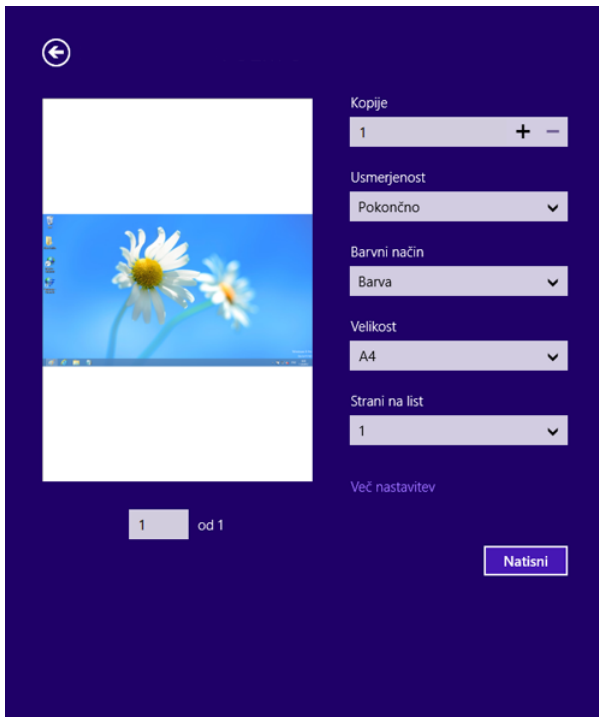 Kopije
1
Usmerjenost
Pokončno
Barvni način
Barva
Velikost
A4
Strani na list
1
Več nastavitev
1 od 1
Natisni